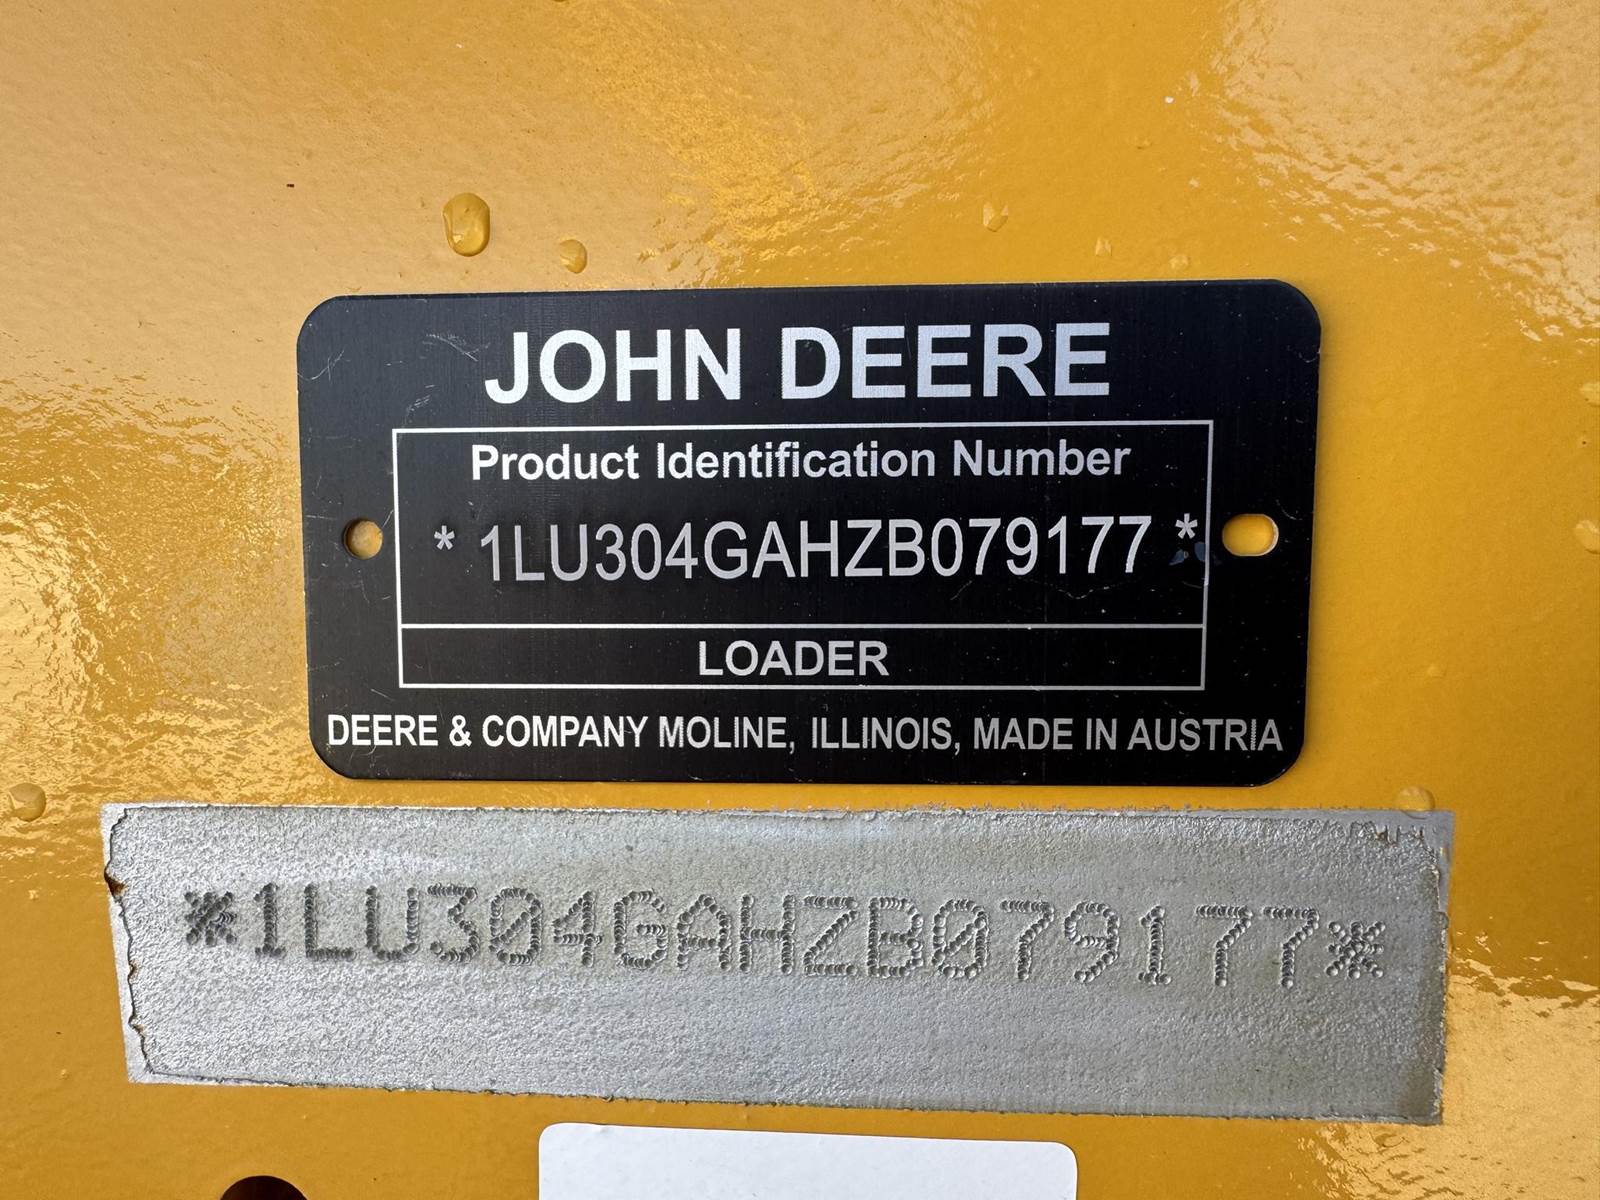 JOHN DEERE
Product Identification Number
* 1LU304GAHZB079177 *
LOADER
DEERE & COMPANY MOLINE, ILLINOIS, MADE IN AUSTRIA
*1LU304GAHZB079177*